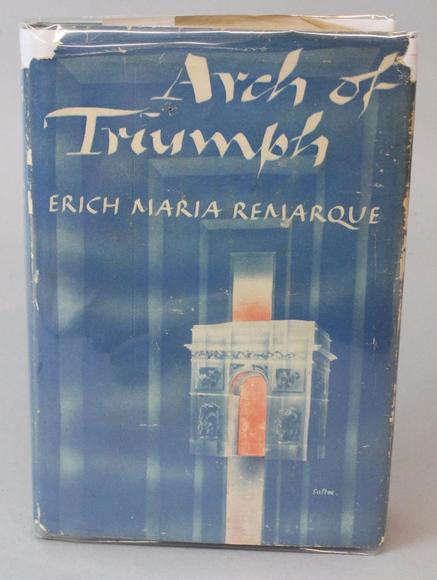 Arch of
Triumph
ERICH MARIA REMARQUE
Salter.